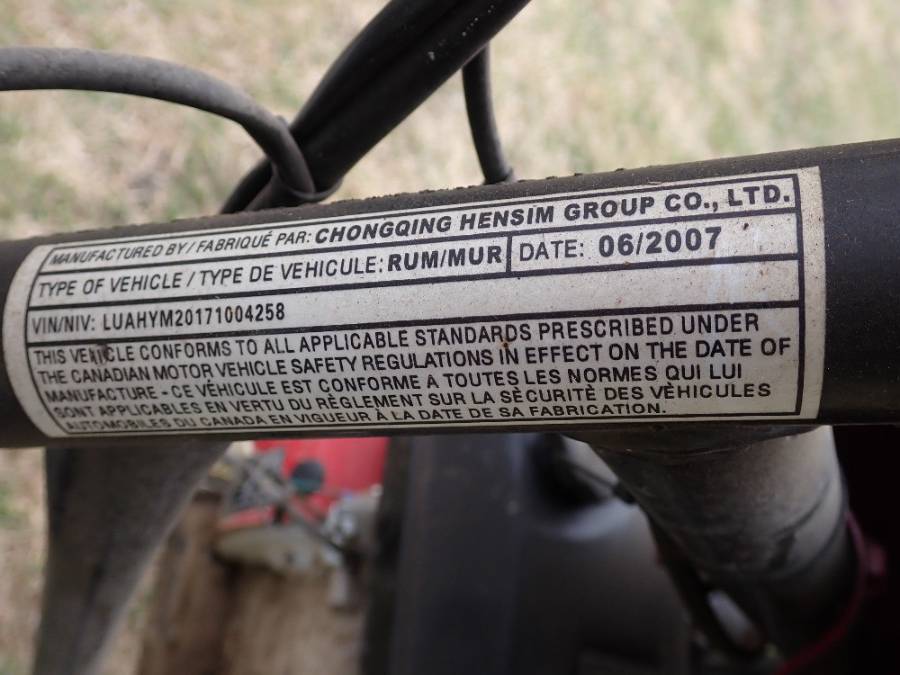 MANUFACTURED BY / FABRIQUÉ PAR: CHONGQING HENSIM GROUP CO., LTD.
TYPE OF VEHICLE / TYPE DE VEHICULE: RUM/MUR DATE: 06/2007
VIN/NIV: LUAHYM20171004258
THIS VEHICLE CONFORMS TO ALL APPLICABLE STANDARDS PRESCRIBED UNDER
THE CANADIAN MOTOR VEHICLE SAFETY REGULATIONS IN EFFECT ON THE DATE OF
MANUFACTURE - CE VÉHICULE EST CONFORME À TOUTES LES NORMES QUI LUI
SONT APPLICABLES EN VERTU DU RÈGLEMENT SUR LA SÈCURITÈ DES VÈHICULES
AUTOMOBILES DU CANADA EN VIGUEUR À LA DATE DE SA FABRICATION.